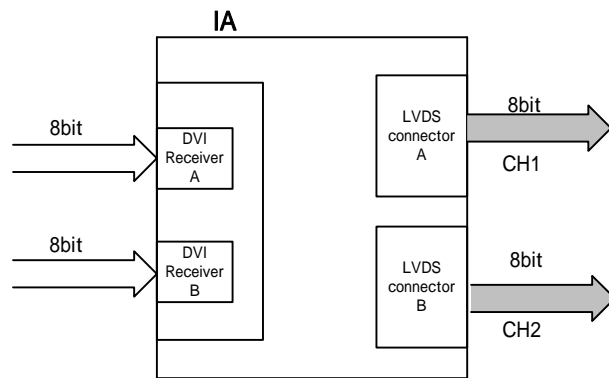 IA
8bit
DVI
Receiver
A
LVDS
connector
A
8bit
CH1
8bit
DVI
Receiver
B
LVDS
connector
B
8bit
CH2